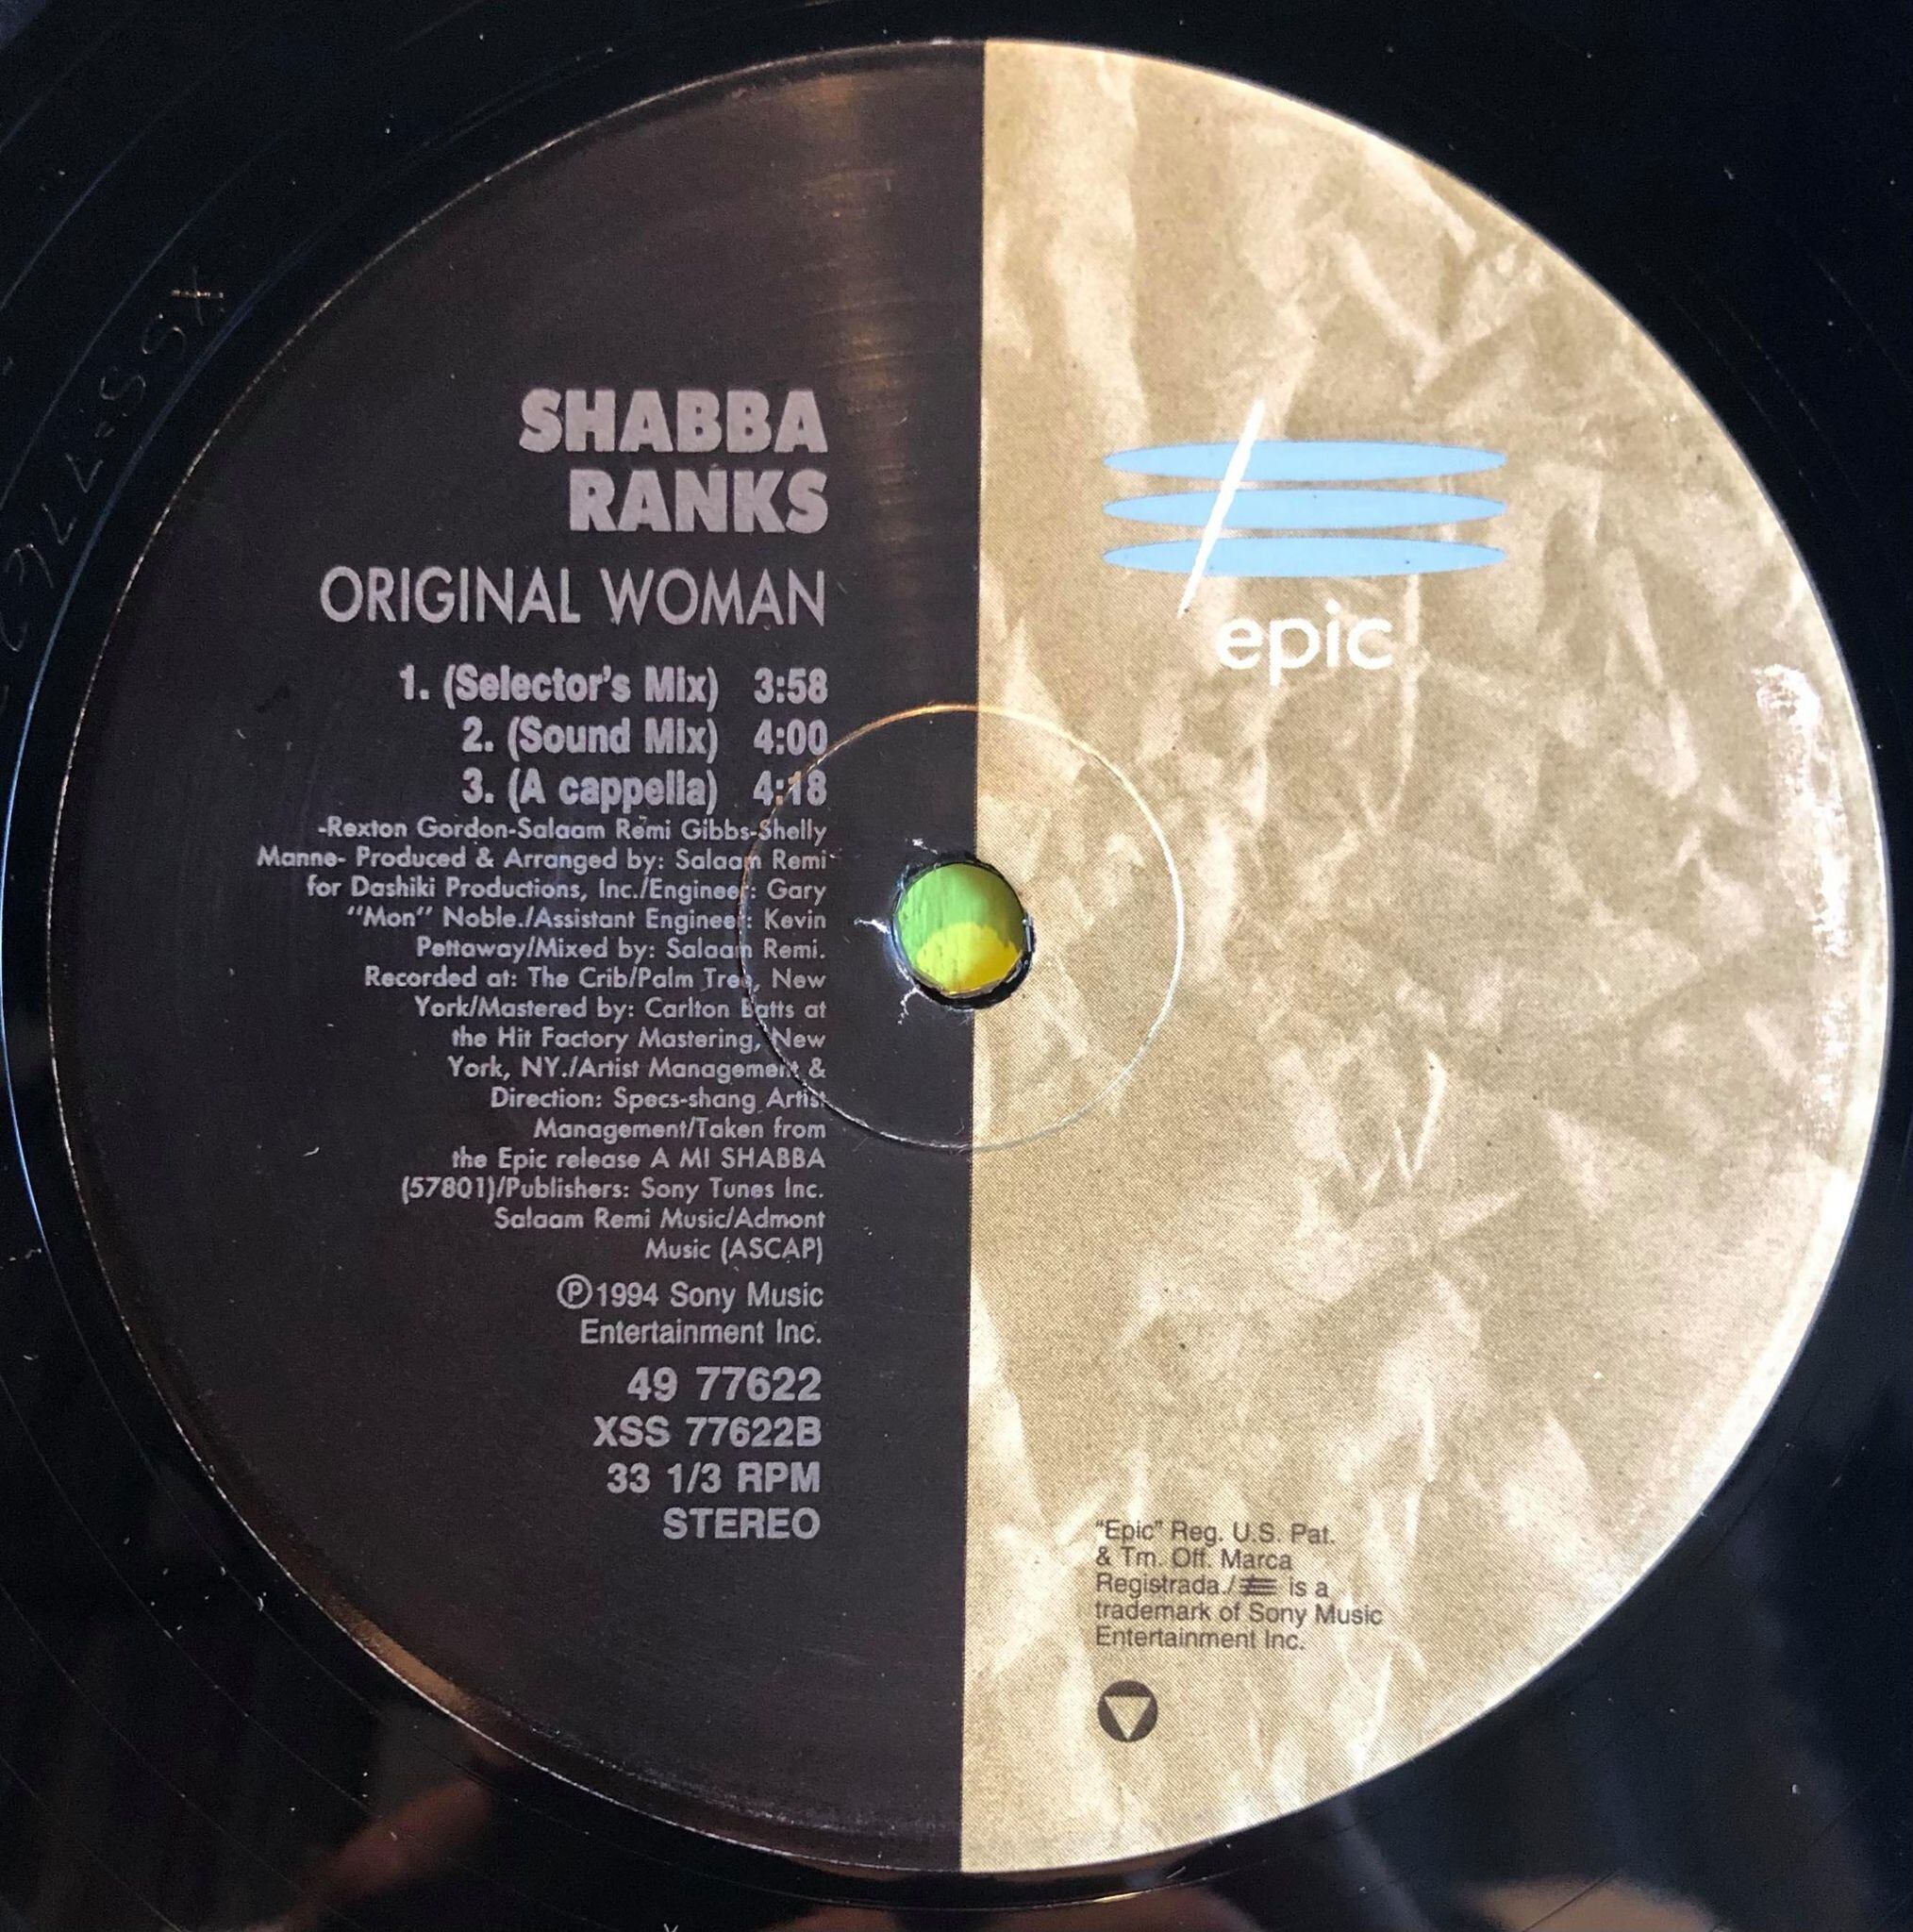 SHABBA
RANKS
ORIGINAL WOMAN
1. (Selector's Mix) 3:58
2. (Sound Mix) 4:00
3. (A cappella) 4:18
-Rexton Gordon-Salaam Remi Gibbs-Shelly
Manne- Produced & Arranged by: Salaam Remi
for Dashiki Productions, Inc./Engineer: Gary
"Mon" Noble./Assistant Engineer: Kevin
Pettaway/Mixed by: Salaam Remi.
Recorded at: The Crib/Palm Tree, New
York/Mastered by: Carlton Batts at
the Hit Factory Mastering, New
York, NY./Artist Management &
Direction: Specs-shang Artist
Management/Taken from
the Epic release A MI SHABBA
(57801)/Publishers: Sony Tunes Inc.
Salaam Remi Music/Admont
Music (ASCAP)
Ⓟ1994 Sony Music
Entertainment Inc.
49 77622
XSS 77622B
33 1/3 RPM
STEREO
epic
"Epic" Reg. U.S. Pat.
& Tm. Off. Marca
Registrada./ is a
trademark of Sony Music
Entertainment Inc.